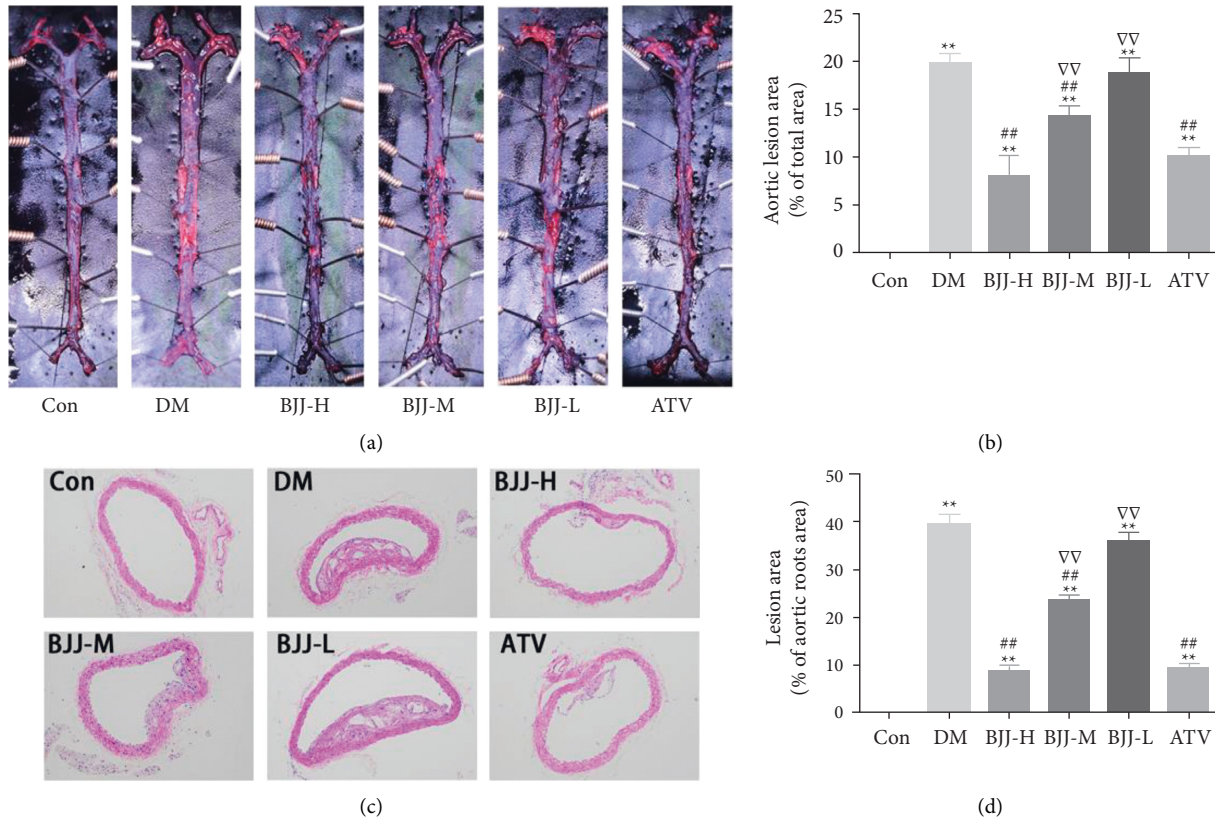 Con DM BJJ-H BJJ-M BJJ-L ATV
(a)
Aortic lesion area
(% of total area)
25
20
15
10
5
0
**
##
**
∇∇
##
**
∇∇
**
##
**
Con DM BJJ-H BJJ-M BJJ-L ATV
(b)
Con DM BJJ-H
BJJ-M BJJ-L ATV
(c)
Lesion area
(% of aortic roots area)
50
40
30
20
10
0
**
##
**
∇∇
##
**
∇∇
**
##
**
Con DM BJJ-H BJJ-M BJJ-L ATV
(d)